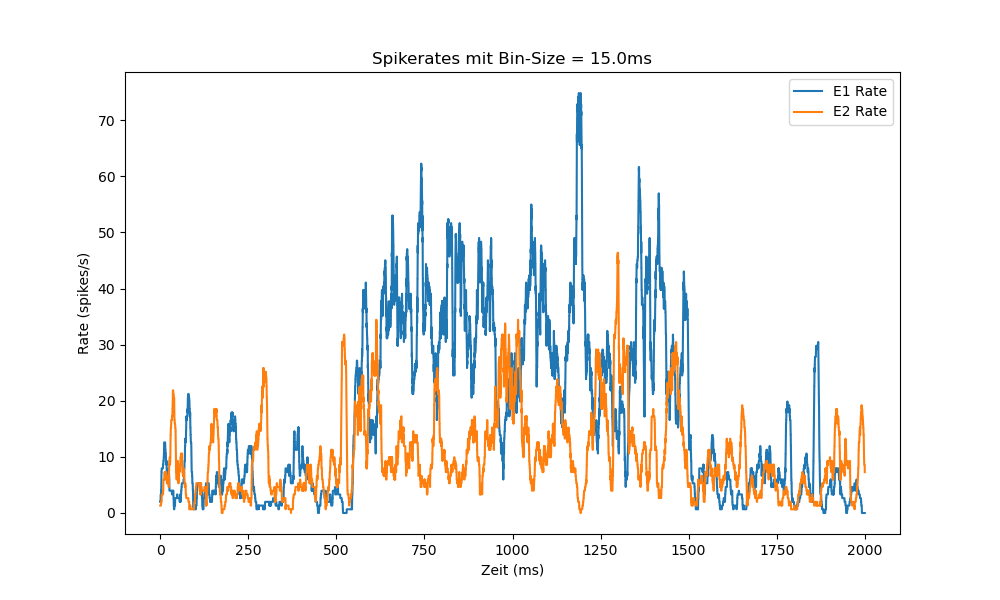 Spikerates mit Bin-Size = 15.0ms
E1 Rate
E2 Rate
Rate (spikes/s)
70
60
50
40
30
20
10
0
0 250 500 750 1000 1250 1500 1750 2000
Zeit (ms)